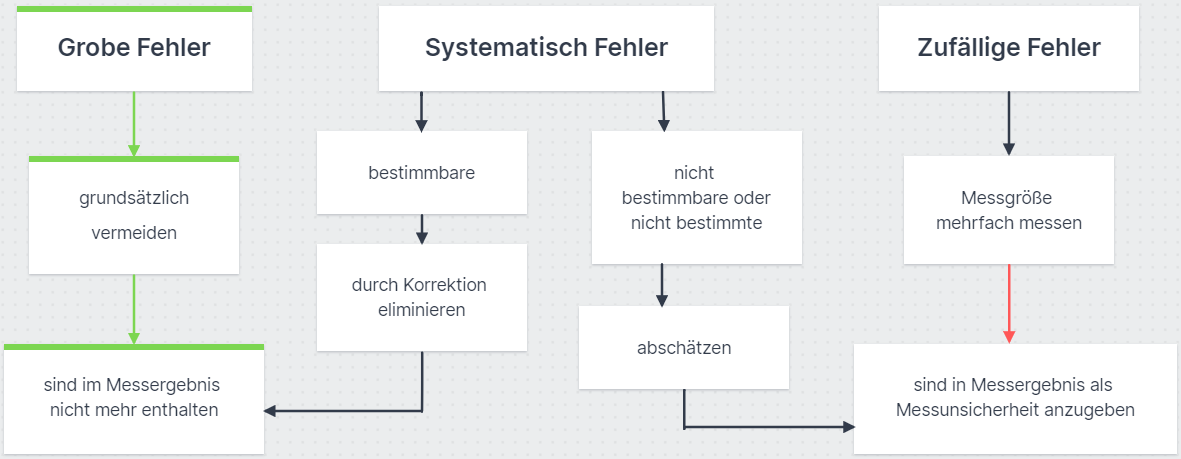 Grobe Fehler
Systematisch Fehler
Zufällige Fehler
grundsätzlich
vermeiden
bestimmbare
nicht
bestimmbare oder
nicht bestimmte
Messgröße
mehrfach messen
durch Korrektion
eliminieren
abschätzen
sind im Messergebnis
nicht mehr enthalten
sind in Messergebnis als
Messunsicherheit anzugeben